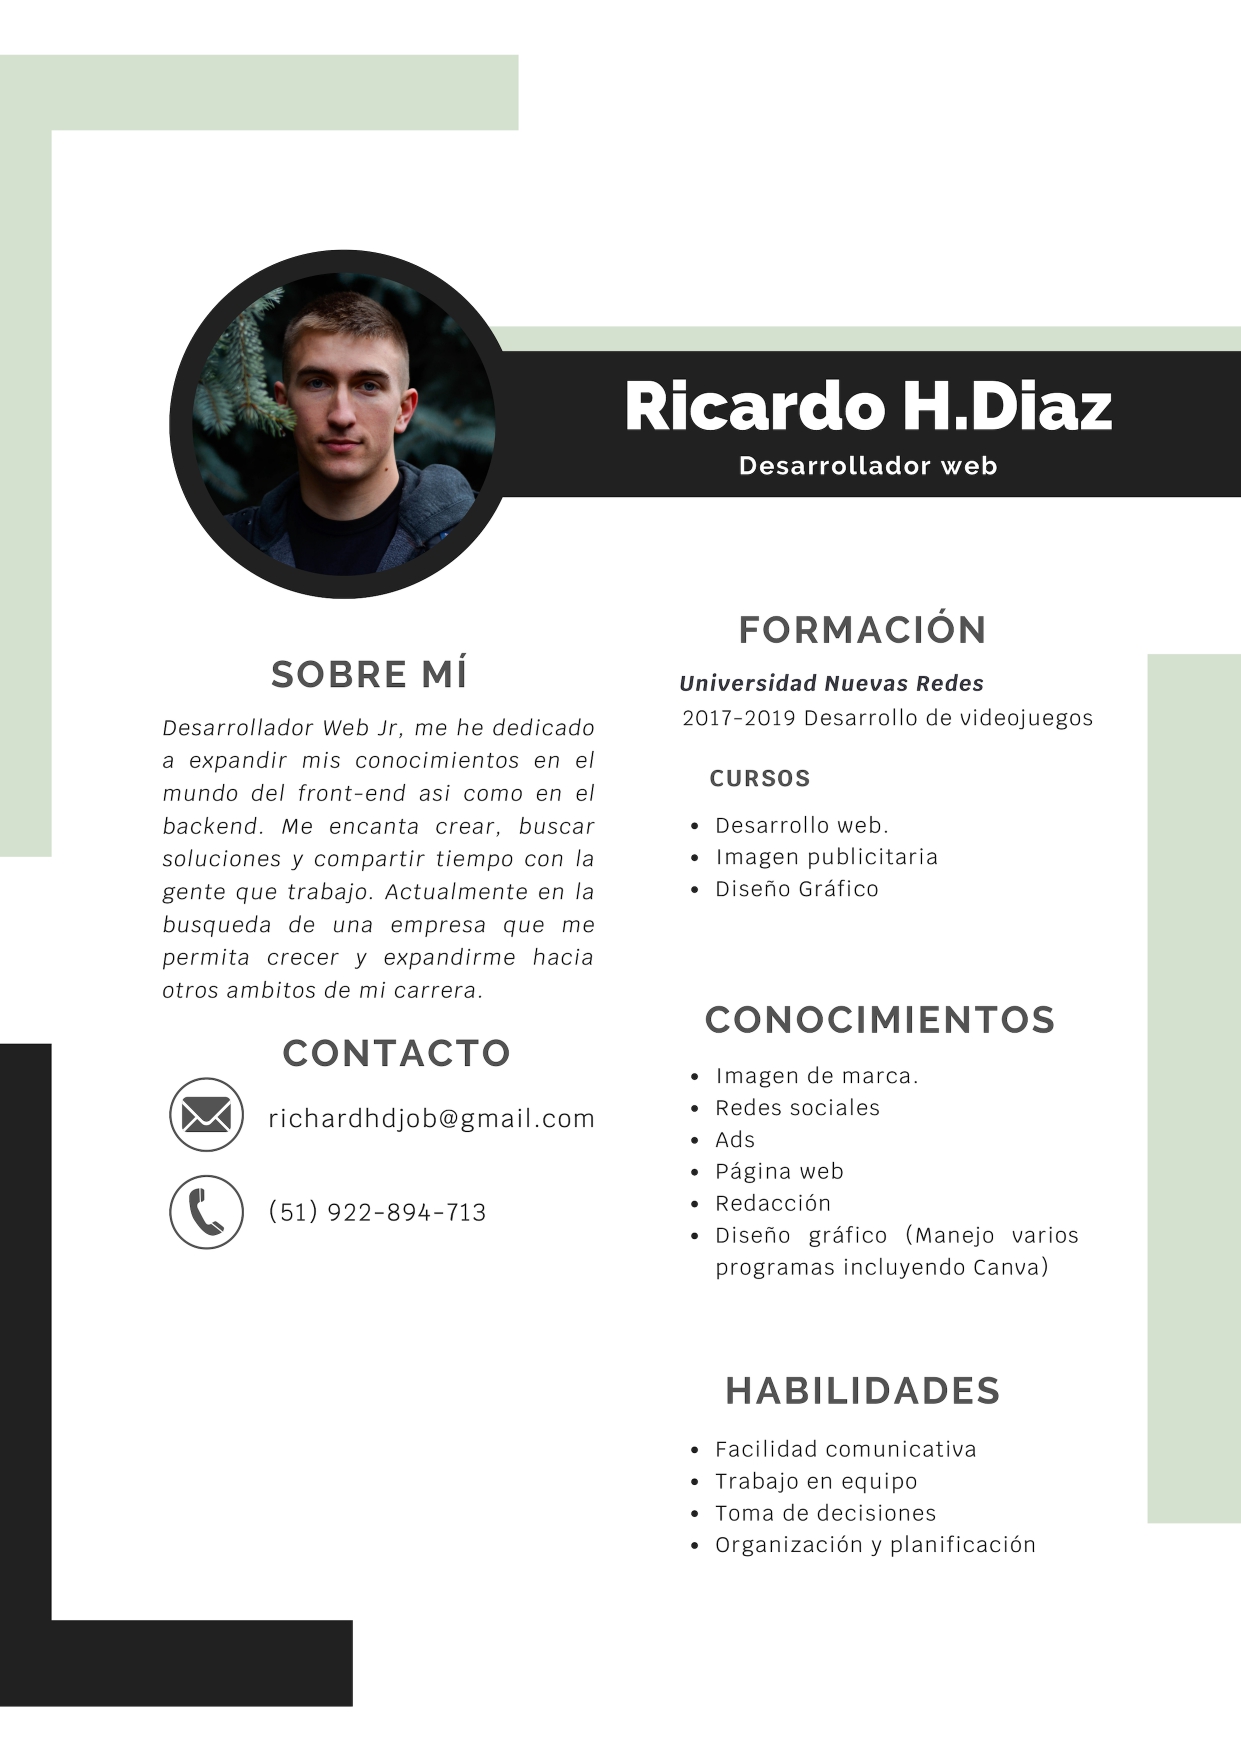 Ricardo H.Diaz
Desarrollador web
SOBRE MÍ
Desarrollador Web Jr, me he dedicado
a expandir mis conocimientos en el
mundo del front-end asi como en el
backend. Me encanta crear, buscar
soluciones y compartir tiempo con la
gente que trabajo. Actualmente en la
busqueda de una empresa que me
permita crecer y expandirme hacia
otros ambitos de mi carrera.
CONTACTO
richardhdjob@gmail.com
(51) 922-894-713
FORMACIÓN
Universidad Nuevas Redes
2017-2019 Desarrollo de videojuegos
CURSOS
• Desarrollo web.
• Imagen publicitaria
• Diseño Gráfico
CONOCIMIENTOS
• Imagen de marca.
• Redes sociales
• Ads
• Página web
• Redacción
• Diseño gráfico (Manejo varios
programas incluyendo Canva)
HABILIDADES
• Facilidad comunicativa
• Trabajo en equipo
• Toma de decisiones
• Organización y planificación